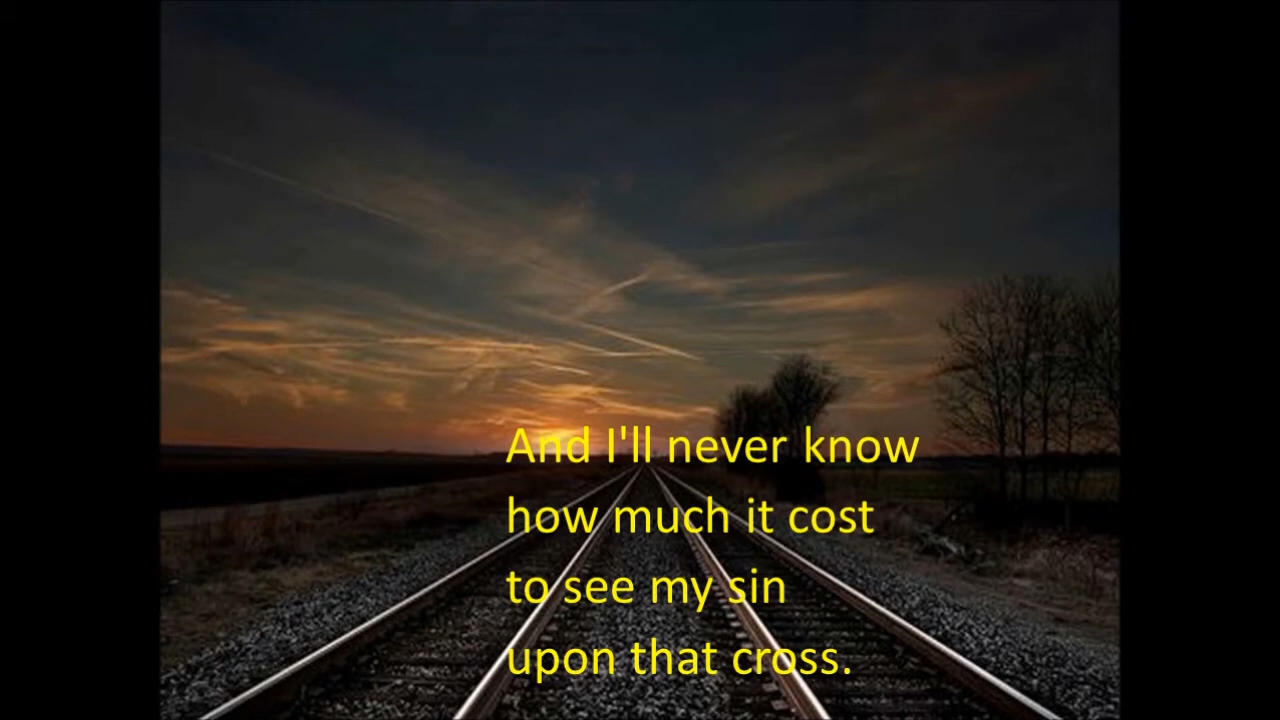 And I'll never know
how much it cost
to see my sin
upon that cross.